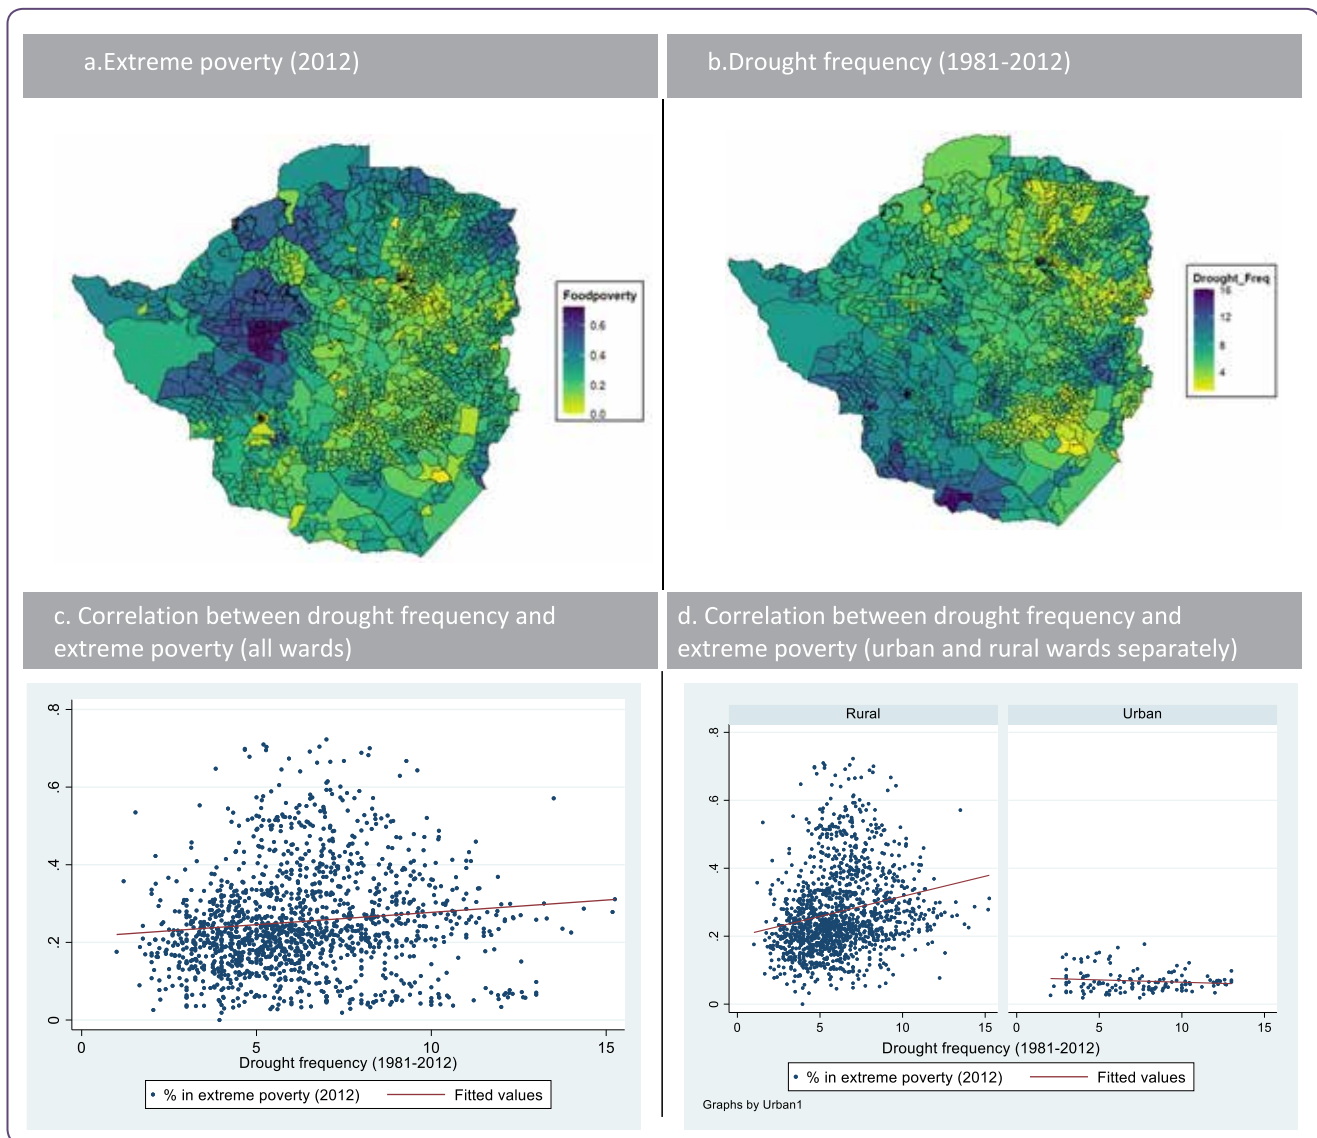 a.Extreme poverty (2012)
b.Drought frequency (1981-2012)
Foodpoverty
0.6
0.4
0.2
0.0
Drought_Freq
16
12
8
4
c. Correlation between drought frequency and
extreme poverty (all wards)
d. Correlation between drought frequency and
extreme poverty (urban and rural wards separately)
.8
.6
.4
.2
0
0 5 10 15
Drought frequency (1981-2012)
% in extreme poverty (2012) Fitted values
Rural Urban
.8
.6
.4
.2
0
0 5 10 15 0 5 10 15
Drought frequency (1981-2012)
% in extreme poverty (2012) Fitted values
Graphs by Urban1